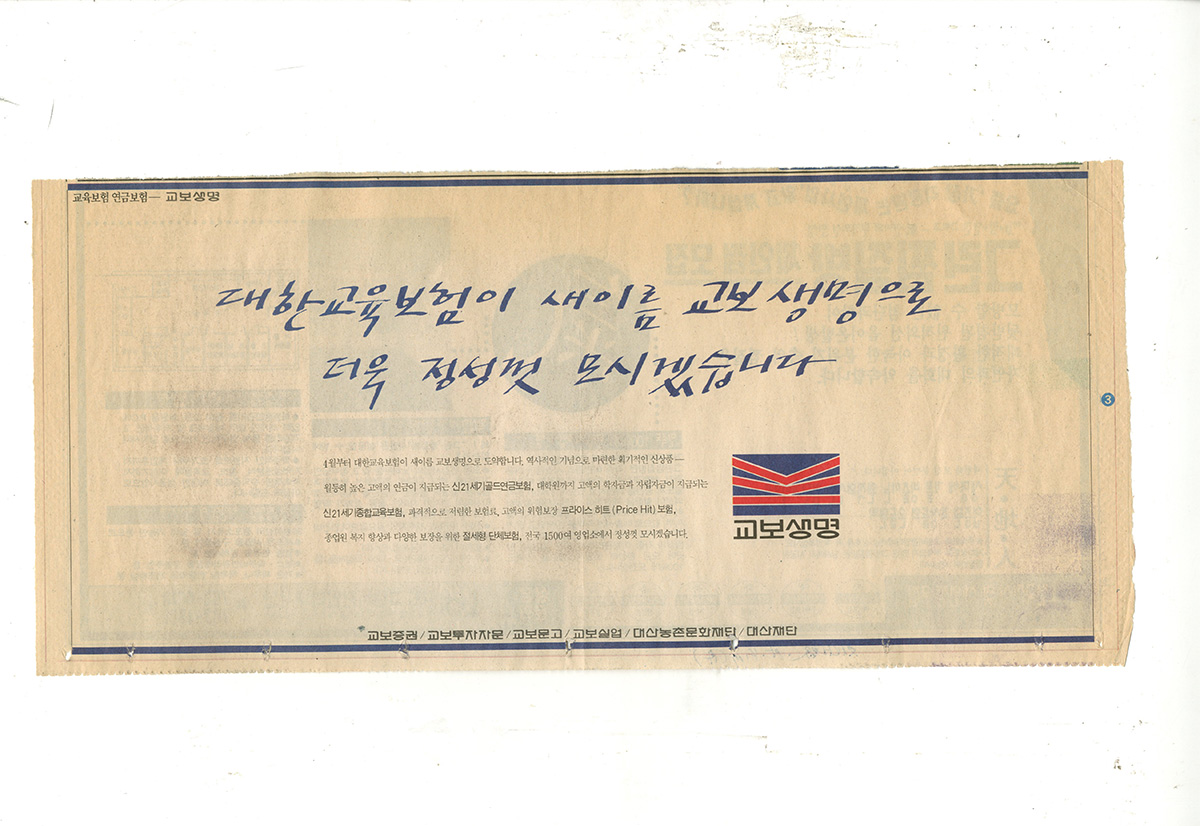 교육보험 연금보험— 교보생명
대한교육보험이 새이름 교보생명으로
더욱 정성껏 모시겠습니다
4월부터 대한교육보험이 새이름 교보생명으로 도약합니다. 역사적인 기념으로 마련한 획기적인 신상품—
월등히 높은 고액의 연금이 지급되는 신21세기골드연금보험, 대학원까지 고액의 학자금과 자립자금이 지급되는
신21세기종합교육보험, 파격적으로 저렴한 보험료, 고액의 위험보장 프라이스 히트 (Price Hit) 보험,
종업원 복지 향상과 다양한 보장을 위한 절세형 단체보험, 전국 1500여 영업소에서 정성껏 모시겠습니다.
교보생명
3
교보증권/교보투자자문/교보문고/교보실업/대산농촌문화재단/대산재단